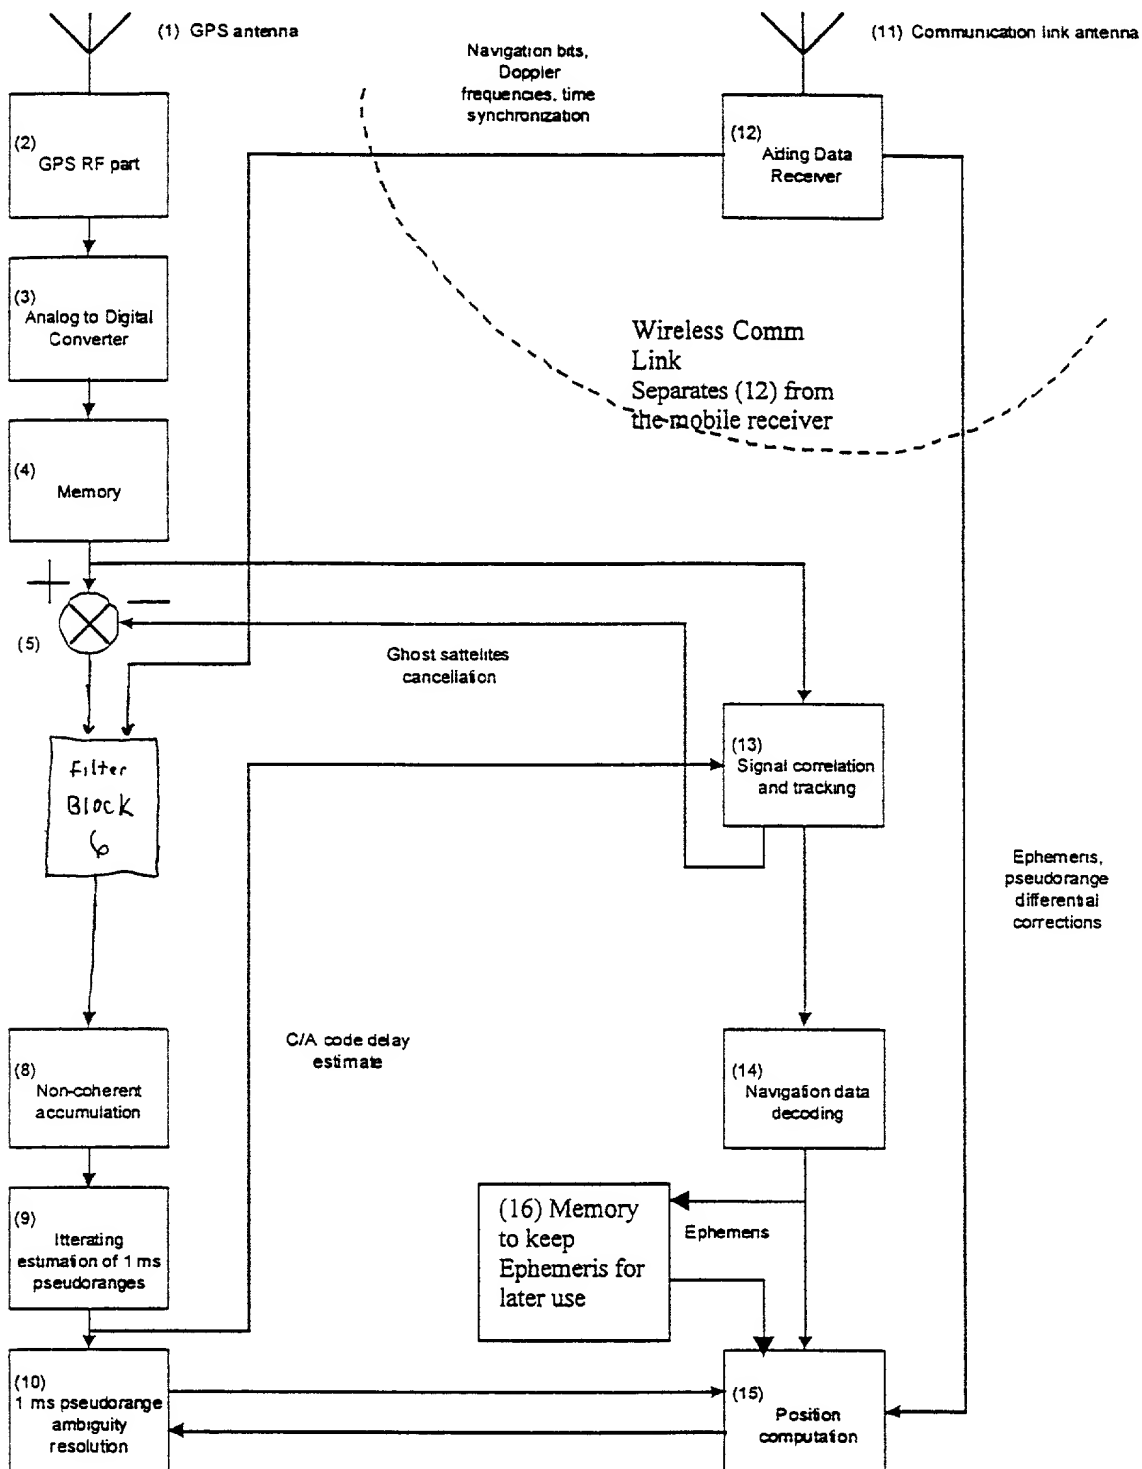 (1) GPS antenna
(11) Communication link antenna
Navigation bits,
Doppler
frequencies, time
synchronization
(2)
GPS RF part
(12)
Aiding Data
Receiver
(3)
Analog to Digital
Converter
Wireless Comm
Link
Separates (12) from
the mobile receiver
(4)
Memory
+
−
(5)
Ghost sattelites
cancellation
Filter
Block
6
(13)
Signal correlation
and tracking
Ephemeris,
pseudorange
differential
corrections
C/A code delay
estimate
(8)
Non-coherent
accumulation
(14)
Navigation data
decoding
(9)
Itterating
estimation of 1 ms
pseudoranges
(16) Memory
to keep
Ephemeris for
later use
Ephemeris
(10)
1 ms pseudorange
ambiguity
resolution
(15)
Position
computation